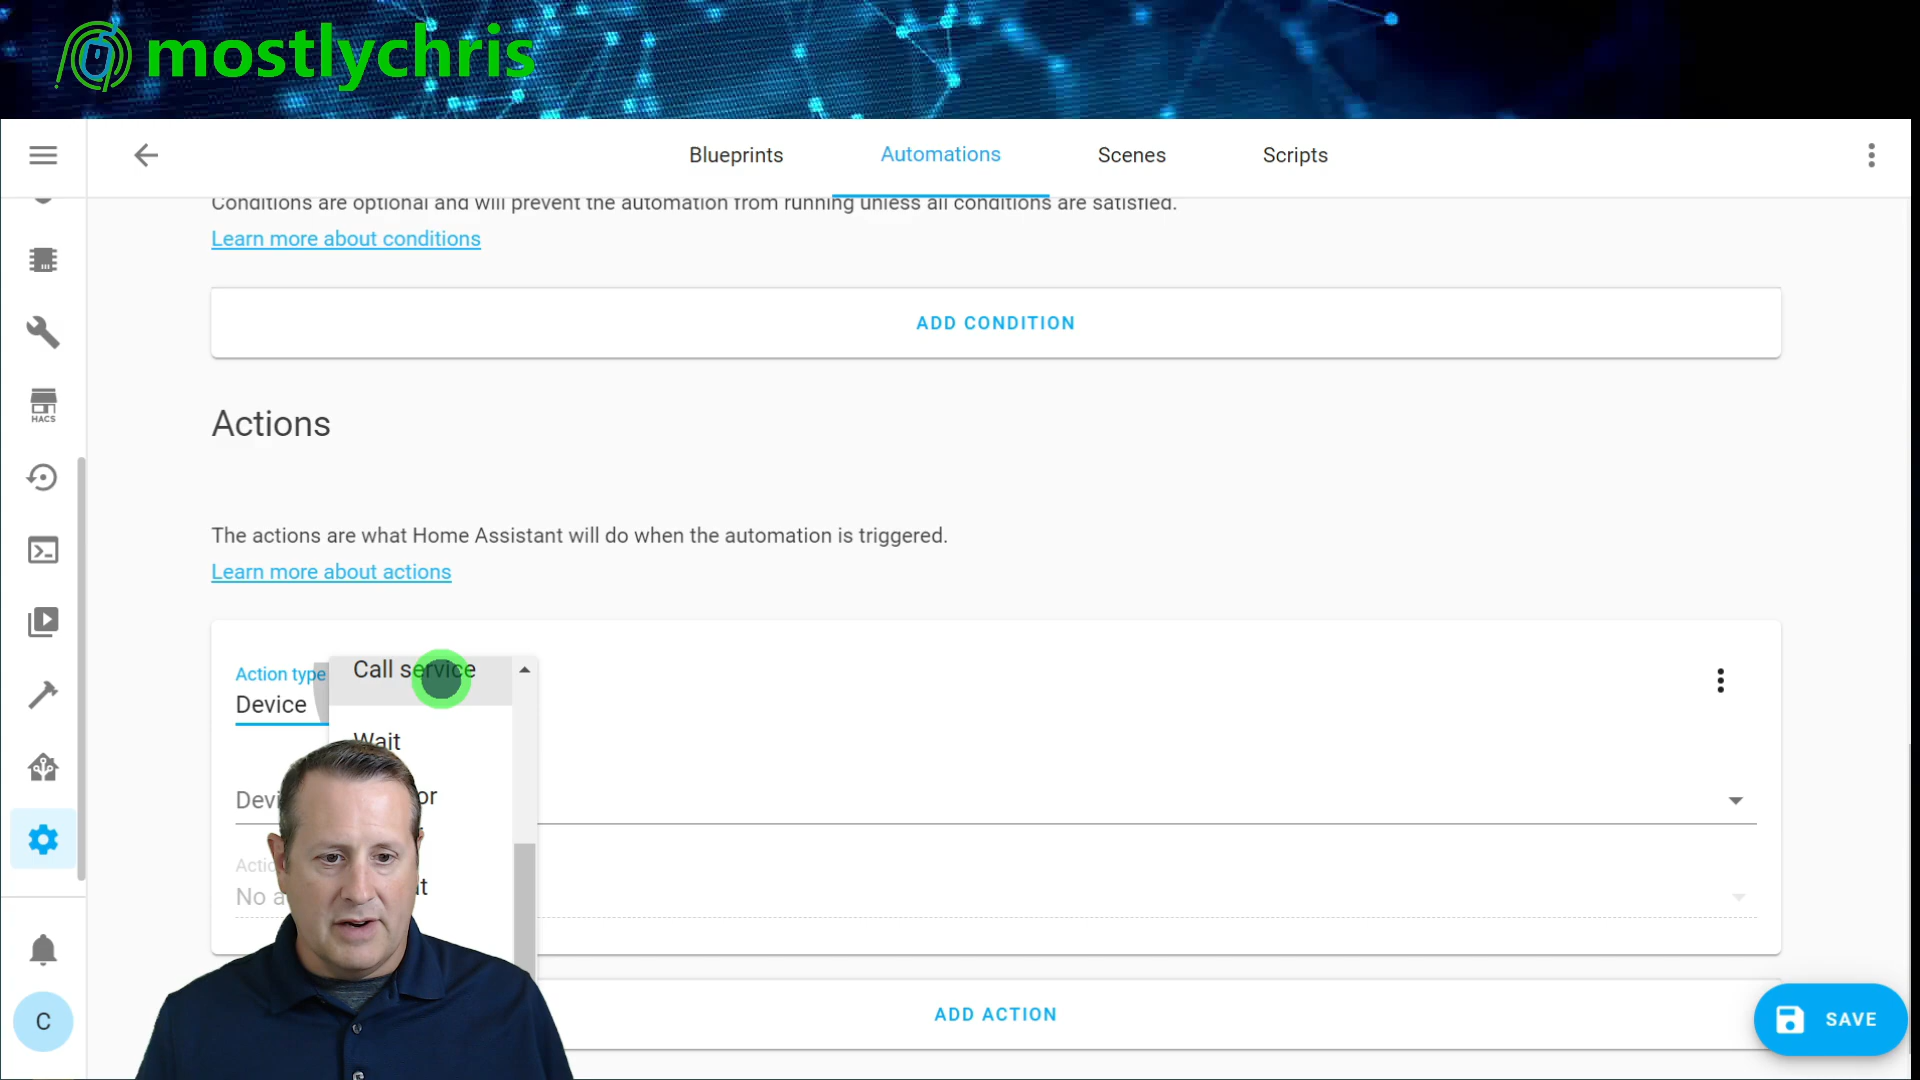 mostlychris
Blueprints
Automations
Scenes
Scripts
Conditions are optional and will prevent the automation from running unless all conditions are satisfied.
Learn more about conditions
HACS
ADD CONDITION
Actions
The actions are what Home Assistant will do when the automation is triggered.
Learn more about actions
Action type
Device
Call service
Wait
ADD ACTION
C
SAVE